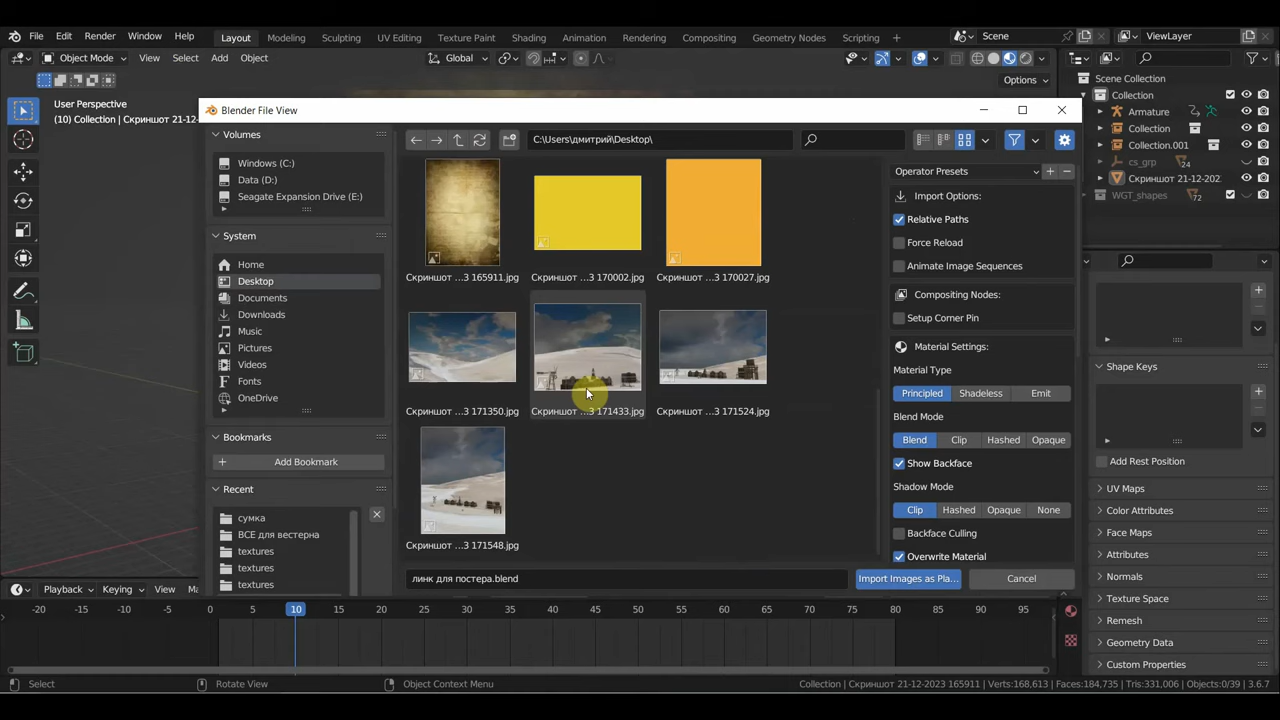 File Edit Render Window Help Layout Modeling Sculpting UV Editing Texture Paint Shading Animation Rendering Compositing Geometry Nodes Scripting + Scene ViewLayer
Object Mode View Select Add Object Global
Options
User Perspective
(10) Collection | Скриншот 21-12-
Blender File View
Volumes
Windows (C:)
Data (D:)
Seagate Expansion Drive (E:)
System
Home
Desktop
Documents
Downloads
Music
Pictures
Videos
Fonts
OneDrive
Bookmarks
Add Bookmark
Recent
сумка
ВСЕ для вестерна
textures
textures
textures
C:\Users\дмитрий\Desktop\
Скриншот ...3 165911.jpg Скриншот ...3 170002.jpg Скриншот ...3 170027.jpg
Скриншот ...3 171350.jpg Скриншот ...3 171433.jpg Скриншот ...3 171524.jpg
Скриншот ...3 171548.jpg
линк для постера.blend Import Images as Pla... Cancel
Operator Presets
Import Options:
Relative Paths
Force Reload
Animate Image Sequences
Compositing Nodes:
Setup Corner Pin
Material Settings:
Material Type
Principled Shadeless Emit
Blend Mode
Blend Clip Hashed Opaque
Show Backface
Shadow Mode
Clip Hashed Opaque None
Backface Culling
Overwrite Material
Scene Collection
Collection
Armature
Collection
Collection.001
cs_grp 24
Скриншот 21-12-202
WGT_shapes 72
Shape Keys
Add Rest Position
UV Maps
Color Attributes
Face Maps
Attributes
Normals
Texture Space
Remesh
Geometry Data
Custom Properties
Playback Keying View Ma
-20 -15 -10 -5 0 5 10 15 20 25 30 35 40 45 50 55 60 65 70 75 80 85 90 95
Select Rotate View Object Context Menu Collection | Скриншот 21-12-2023 165911 | Verts:168,613 | Faces:184,735 | Tris:331,006 | Objects:0/39 | 3.6.7